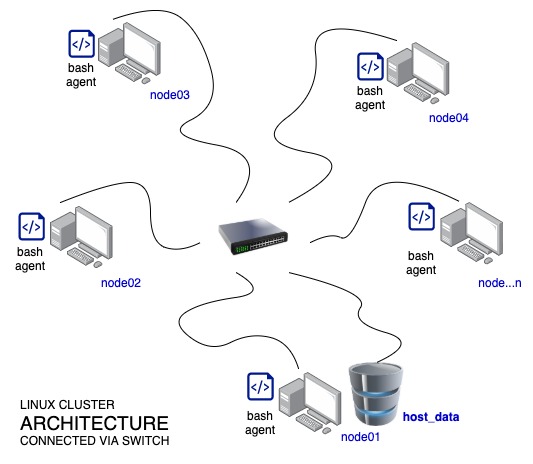 </>
bash
agent
node03
</>
bash
agent
node04
</>
bash
agent
node02
</>
bash
agent
node...n
</>
bash
agent
node01
host_data
LINUX CLUSTER
ARCHITECTURE
CONNECTED VIA SWITCH